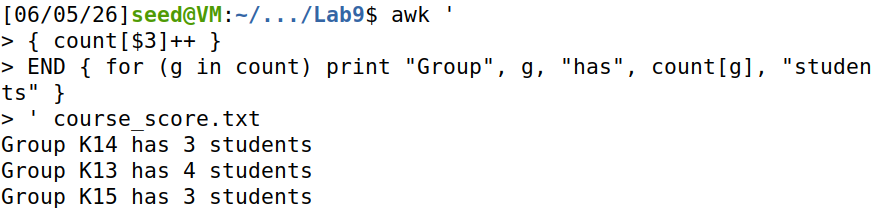 [06/05/26]seed@VM:~/.../Lab9$ awk '
> { count[$3]++ }
> END { for (g in count) print "Group", g, "has", count[g], "studen
ts" }
> ' course_score.txt
Group K14 has 3 students
Group K13 has 4 students
Group K15 has 3 students